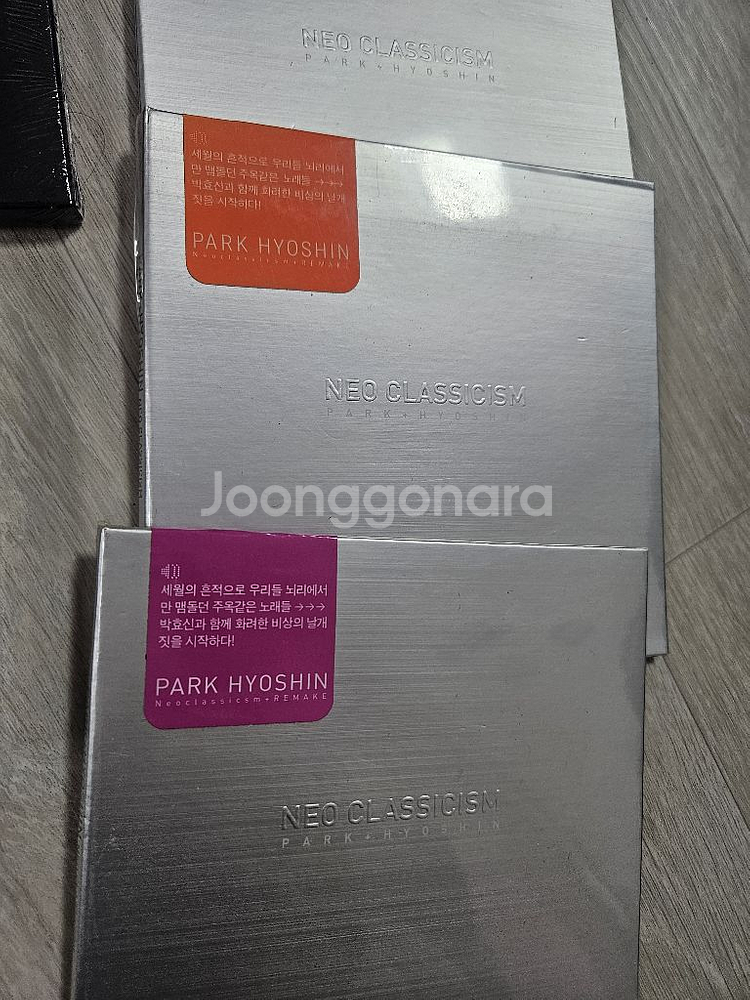 NEO CLASSICISM
PARK+HYOSHIN
세월의 흔적으로 우리들 뇌리에서
만 맴돌던 주옥같은 노래들 →→→
박효신과 함께 화려한 비상의 날개
짓을 시작하다!
PARK HYOSHIN
Neoclassicsm+REMAKE
NEO CLASSICISM
PARK+HYOSHIN
Joonggonara
세월의 흔적으로 우리들 뇌리에서
만 맴돌던 주옥같은 노래들 →→→
박효신과 함께 화려한 비상의 날개
짓을 시작하다!
PARK HYOSHIN
Neoclassicsm+REMAKE
NEO CLASSICISM
PARK+HYOSHIN